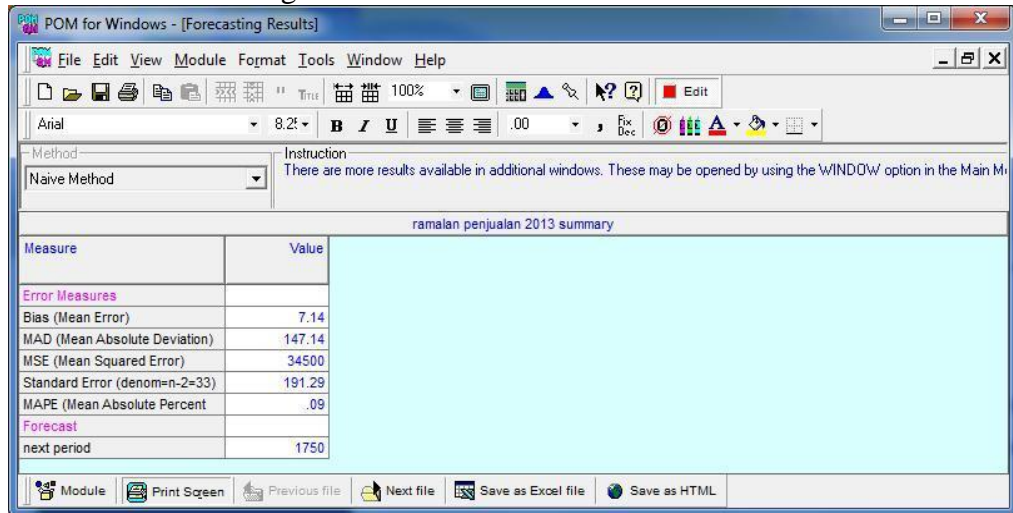 POM for Windows - [Forecasting Results]
File Edit View Module Format Tools Window Help
100% Edit
Arial 8.25 B I U .00 , Fix Dec A
Method
Naive Method
Instruction
There are more results available in additional windows. These may be opened by using the WINDOW option in the Main M
ramalan penjualan 2013 summary
Measure Value
Error Measures
Bias (Mean Error) 7.14
MAD (Mean Absolute Deviation) 147.14
MSE (Mean Squared Error) 34500
Standard Error (denom=n-2=33) 191.29
MAPE (Mean Absolute Percent .09
Forecast
next period 1750
Module Print Screen Previous file Next file Save as Excel file Save as HTML